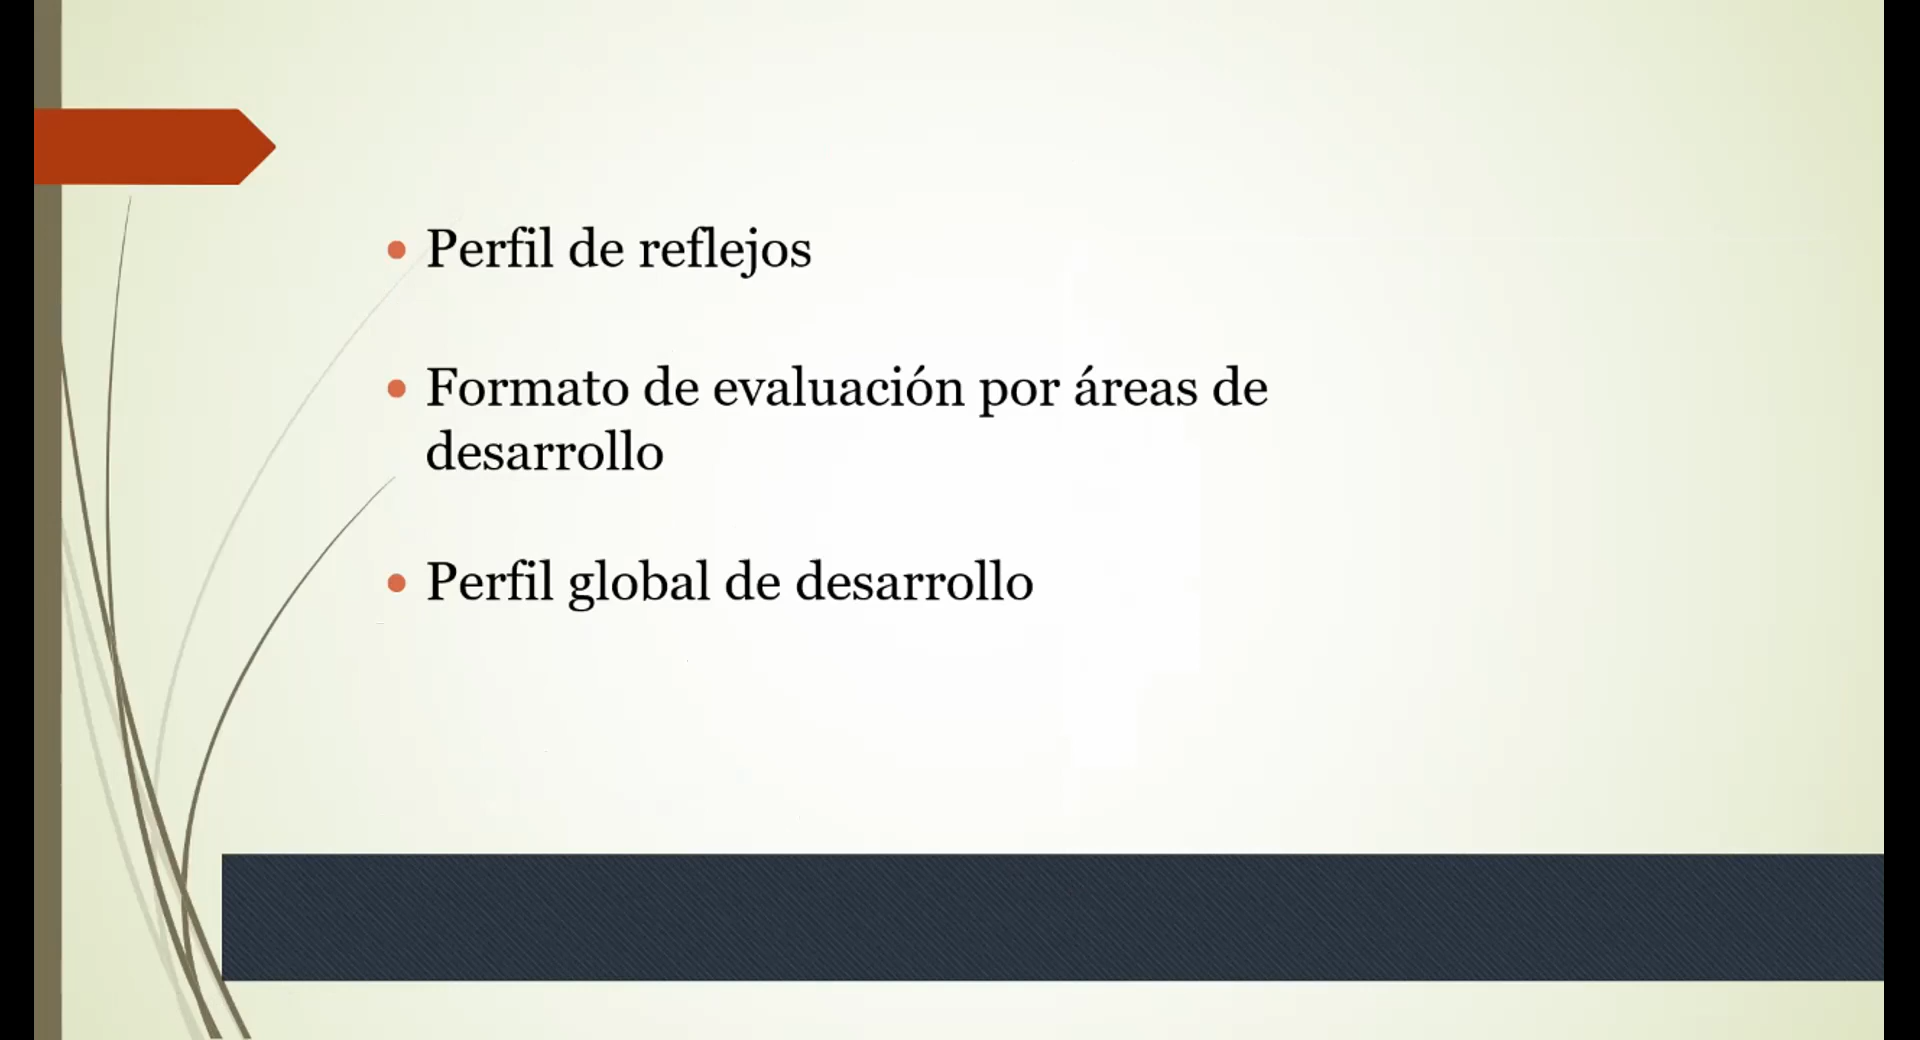 • Perfil de reflejos
• Formato de evaluación por áreas de
desarrollo
• Perfil global de desarrollo